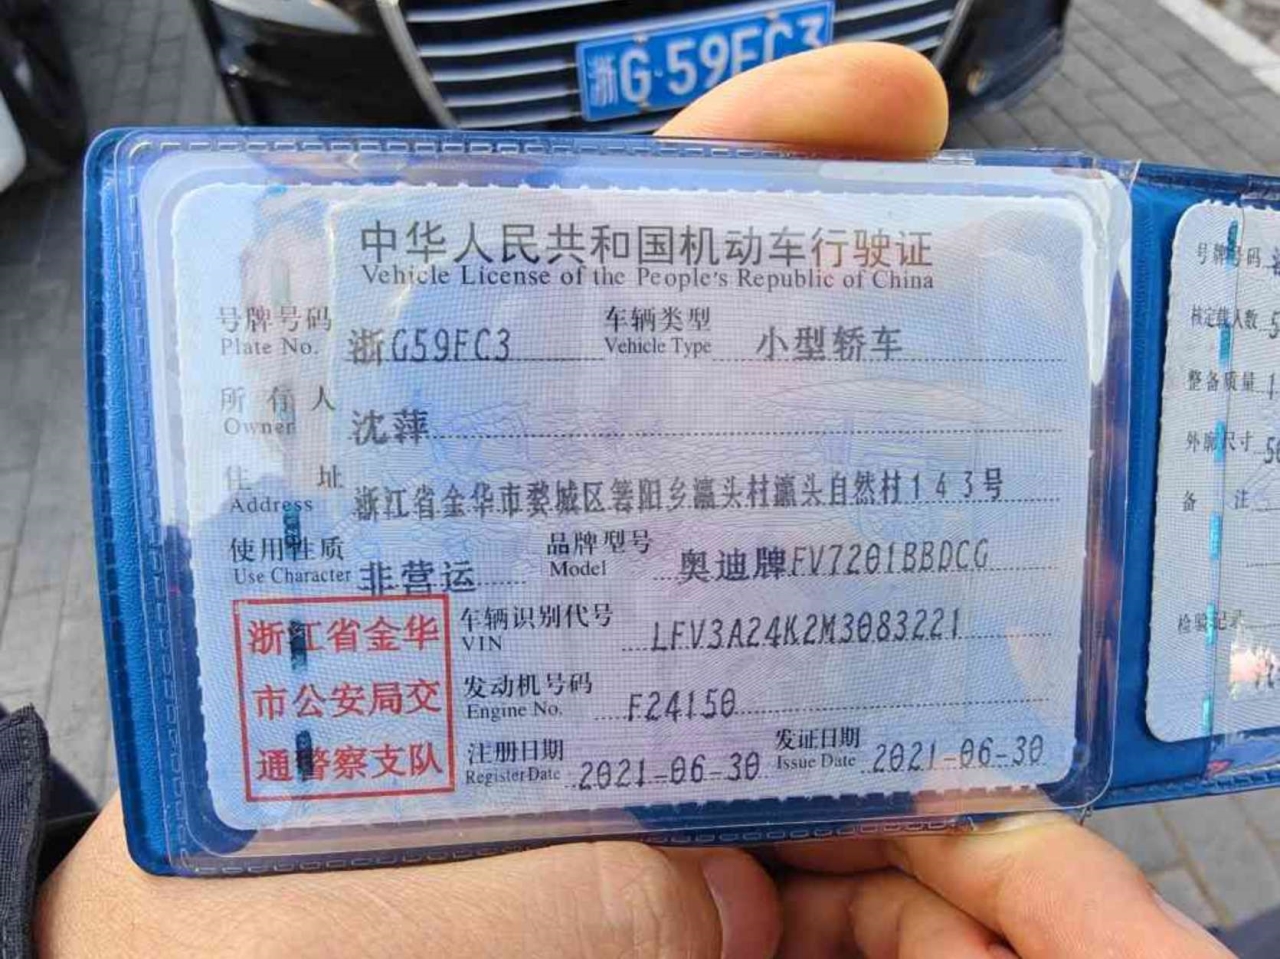 浙G·59FC3
中华人民共和国机动车行驶证
Vehicle License of the People's Republic of China
号牌号码 浙G59FC3 车辆类型 小型轿车
Plate No. Vehicle Type
所有人 沈萍
Owner
住址 浙江省金华市婺城区箬阳乡瀛头村瀛头自然村143号
Address
使用性质 非营运 品牌型号 奥迪牌FV7201BBDCG
Use Character Model
浙江省金华
市公安局交
通警察支队
车辆识别代号 LFV3A24K2M3083221
VIN
发动机号码 F24150
Engine No.
注册日期 2021-06-30 发证日期 2021-06-30
Register Date Issue Date
号牌号码
核定载人数 5
整备质量 1
外廓尺寸 50
备注
检验记录